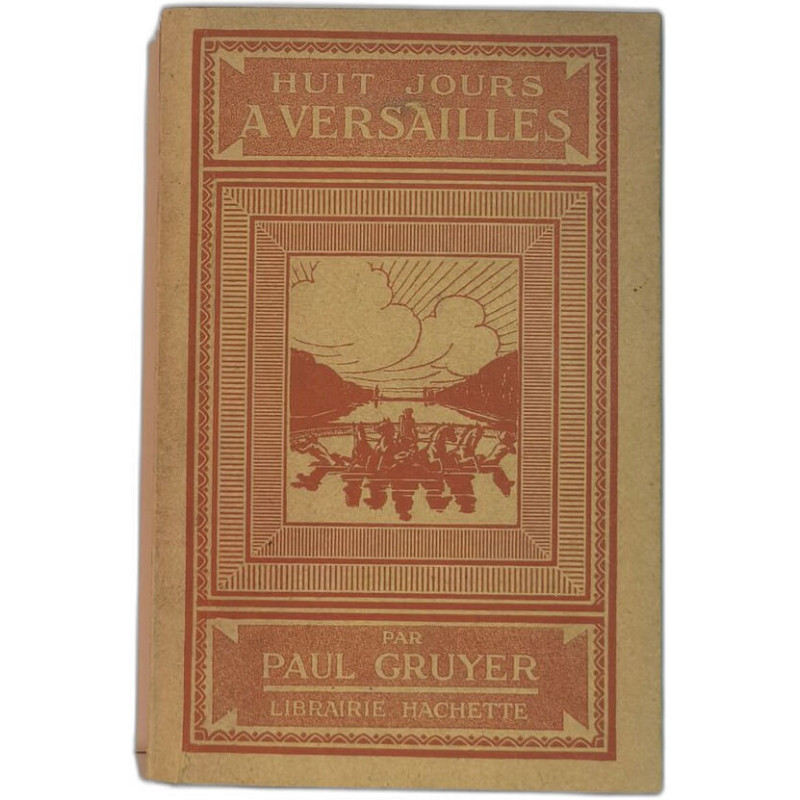 HUIT JOURS
A VERSAILLES
PAR
PAUL GRUYER
LIBRAIRIE HACHETTE